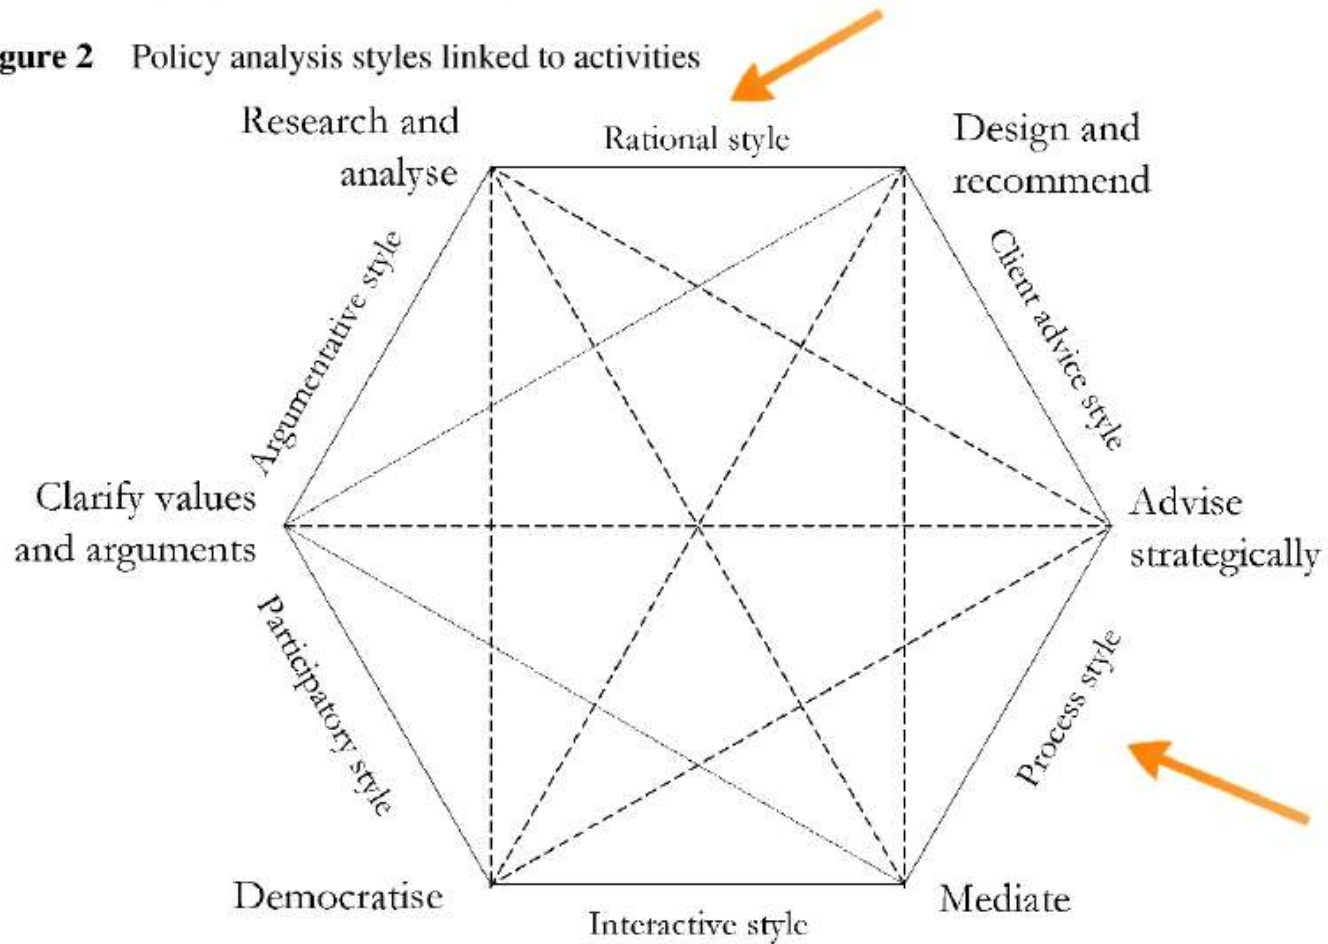 gure 2 Policy analysis styles linked to activities
Research and
analyse
Rational style
Design and
recommend
Argumentative style
Client advice style
Clarify values
and arguments
Advise
strategically
Participatory style
Process style
Democratise
Interactive style
Mediate